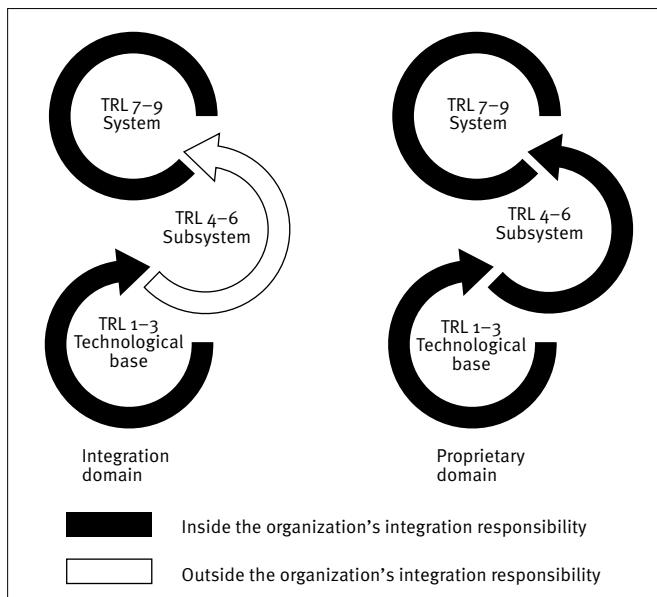 TRL 7–9
System
TRL 4–6
Subsystem
TRL 1–3
Technological
base
Integration
domain
TRL 7–9
System
TRL 4–6
Subsystem
TRL 1–3
Technological
base
Proprietary
domain
Inside the organization's integration responsibility
Outside the organization's integration responsibility